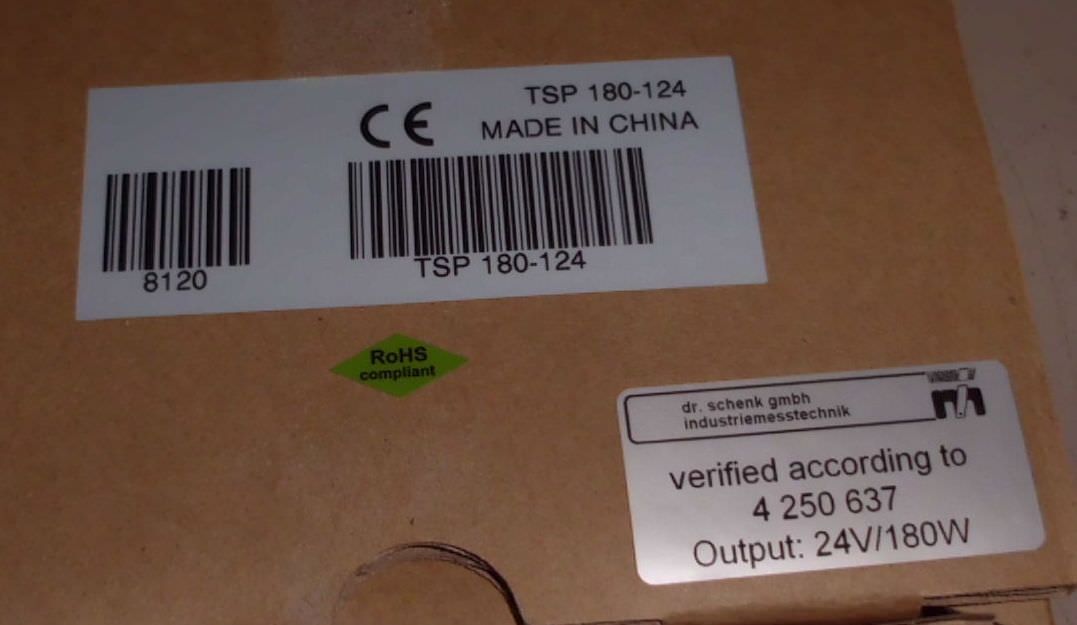 TSP 180-124
CE MADE IN CHINA
8120
TSP 180-124
RoHS
compliant
dr. schenk gmbh
industriemesstechnik
verified according to
4 250 637
Output: 24V/180W